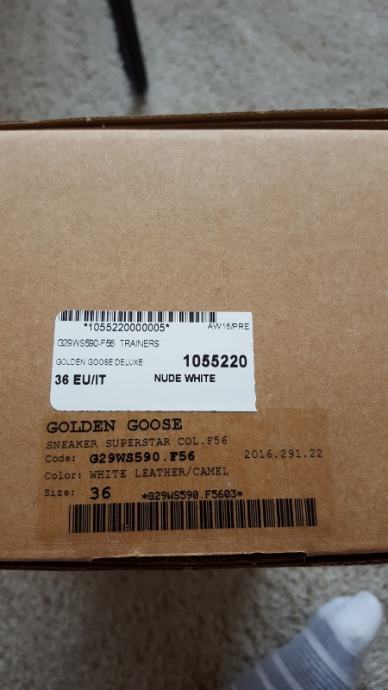 *1055220000005* AW16/PRE
G29WS590-F56 TRAINERS
GOLDEN GOOSE DELUXE 1055220
36 EU/IT NUDE WHITE
GOLDEN GOOSE
SNEAKER SUPERSTAR COL.F56
Code: G29WS590.F56 2016.291.22
Color: WHITE LEATHER/CAMEL
Size: 36 *G29WS590.F5603*